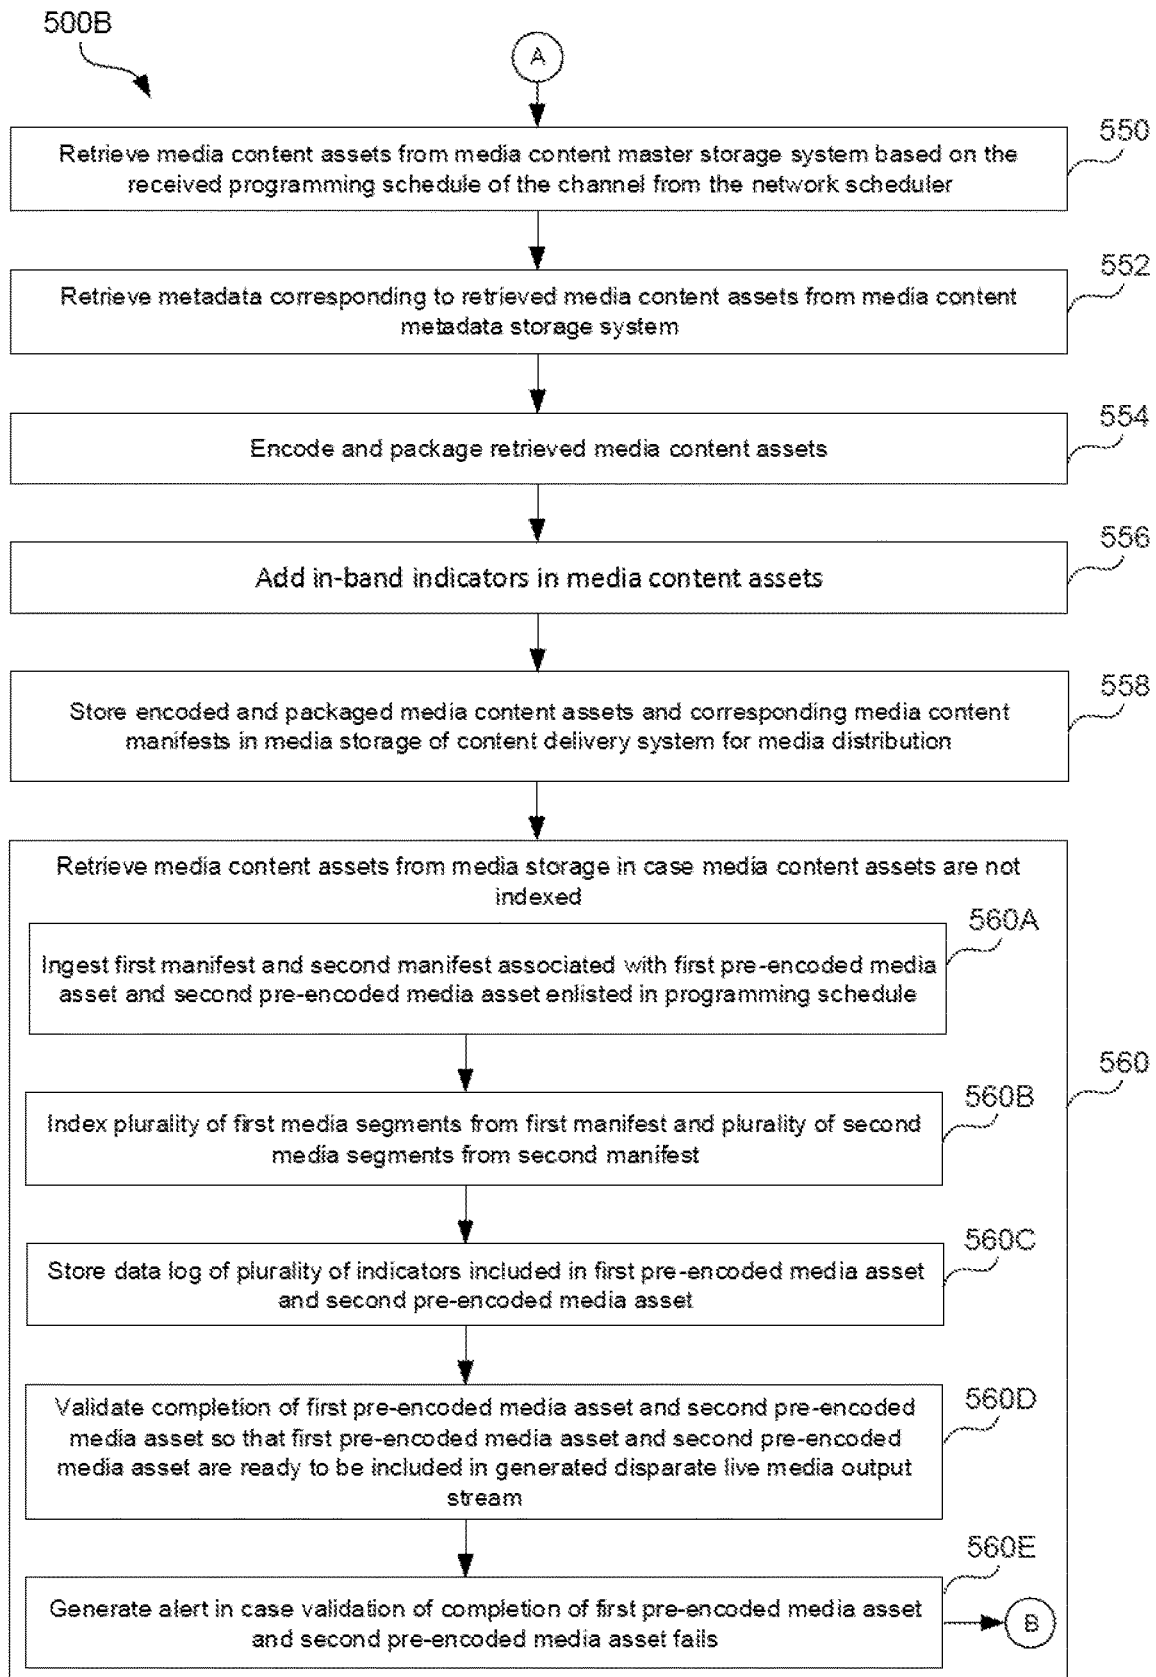 500B
A
550
Retrieve media content assets from media content master storage system based on the
received programming schedule of the channel from the network scheduler
552
Retrieve metadata corresponding to retrieved media content assets from media content
metadata storage system
554
Encode and package retrieved media content assets
556
Add in-band indicators in media content assets
558
Store encoded and packaged media content assets and corresponding media content
manifests in media storage of content delivery system for media distribution
Retrieve media content assets from media storage in case media content assets are not
indexed
560A
Ingest first manifest and second manifest associated with first pre-encoded media
asset and second pre-encoded media asset enlisted in programming schedule
560
560B
Index plurality of first media segments from first manifest and plurality of second
media segments from second manifest
560C
Store data log of plurality of indicators included in first pre-encoded media asset
and second pre-encoded media asset
560D
Validate completion of first pre-encoded media asset and second pre-encoded
media asset so that first pre-encoded media asset and second pre-encoded
media asset are ready to be included in generated disparate live media output
stream
560E
Generate alert in case validation of completion of first pre-encoded media asset
and second pre-encoded media asset fails
B